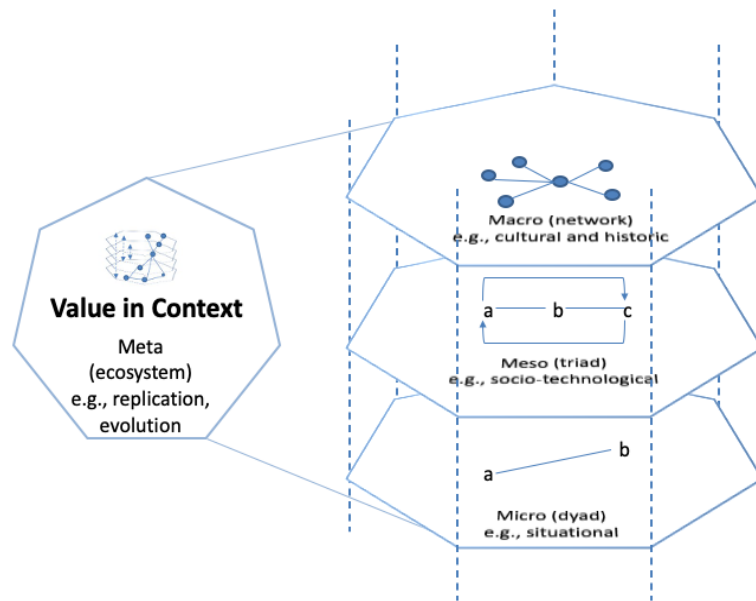 Value in Context
Meta
(ecosystem)
e.g., replication,
evolution
Macro (network)
e.g., cultural and historic
a b c
Meso (triad)
e.g., socio-technological
b
a
Micro (dyad)
e.g., situational